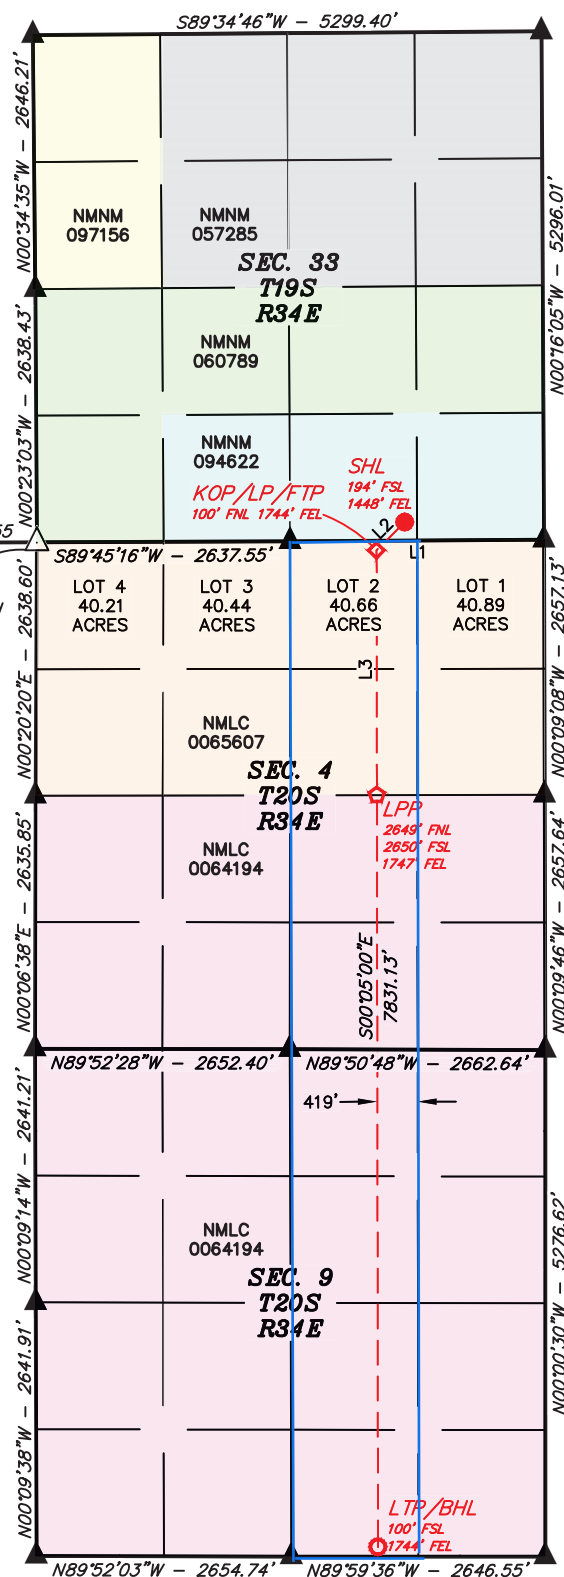 S89°34'46"W – 5299.40'
N00°34'35"W – 2646.21'
N00°16'05"W – 5296.01'
NMNM
097156
NMNM
057285
SEC. 33
T19S
R34E
N00°23'03"W – 2638.43'
NMNM
060789
NMNM
094622
SHL
194' FSL
1448' FEL
KOP/LP/FTP
100' FNL 1744' FEL
L2
L1
S89°45'16"W – 2637.55'
LOT 4
40.21
ACRES
LOT 3
40.44
ACRES
LOT 2
40.66
ACRES
LOT 1
40.89
ACRES
N00°20'20"E – 2638.60'
N00°09'08"W – 2657.13'
L3
NMLC
0065607
SEC. 4
T20S
R34E
LPP
2649' FNL
2650' FSL
1747' FEL
NMLC
0064194
N00°06'38"E – 2635.85'
N00°09'46"W – 2657.64'
S00°05'00"E
7831.13'
N89°52'28"W – 2652.40'
N89°50'48"W – 2662.64'
419'
N00°09'14"W – 2641.21'
N00°00'30"W – 5276.62'
NMLC
0064194
SEC. 9
T20S
R34E
N00°09'38"W – 2641.91'
LTP/BHL
100' FSL
1744' FEL
N89°52'03"W – 2654.74'
N89°59'36"W – 2646.55'